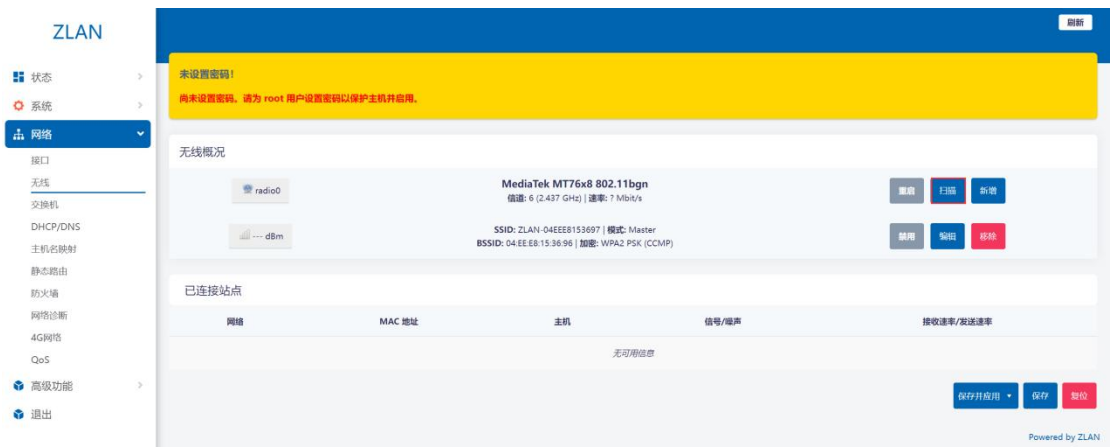 ZLAN
刷新
状态
系统
网络
接口
无线
交换机
DHCP/DNS
主机名映射
静态路由
防火墙
网络诊断
4G网络
QoS
高级功能
退出
未设置密码!
尚未设置密码。请为 root 用户设置密码以保护主机并启用。
无线概况
radio0
MediaTek MT76x8 802.11bgn
信道: 6 (2.437 GHz) | 速率: ? Mbit/s
重启 扫描 新增
--- dBm
SSID: ZLAN-04EEE8153697 | 模式: Master
BSSID: 04:EE:E8:15:36:96 | 加密: WPA2 PSK (CCMP)
禁用 编辑 移除
已连接站点
网络 MAC 地址 主机 信号/噪声 接收速率/发送速率
无可用信息
保存并应用 保存 复位
Powered by ZLAN